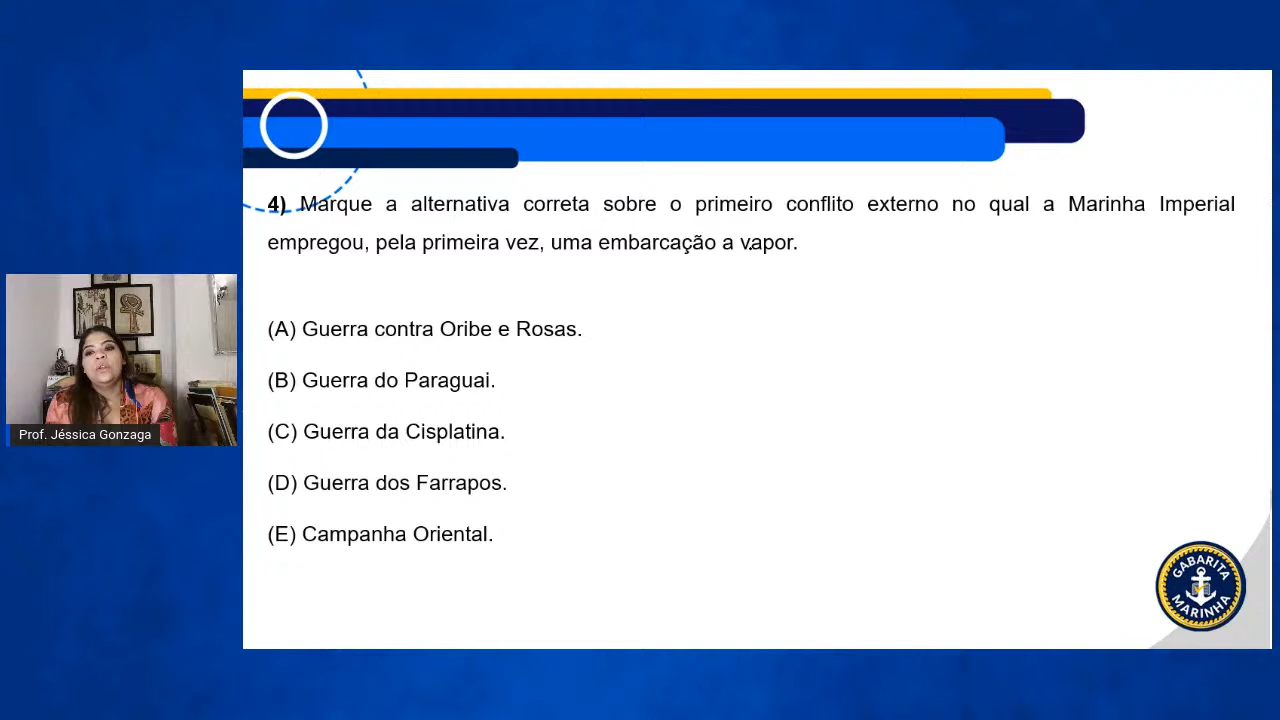 4) Marque a alternativa correta sobre o primeiro conflito externo no qual a Marinha Imperial
empregou, pela primeira vez, uma embarcação a vapor.
(A) Guerra contra Oribe e Rosas.
(B) Guerra do Paraguai.
(C) Guerra da Cisplatina.
(D) Guerra dos Farrapos.
(E) Campanha Oriental.
Prof. Jéssica Gonzaga
GABARITA
MARINHA